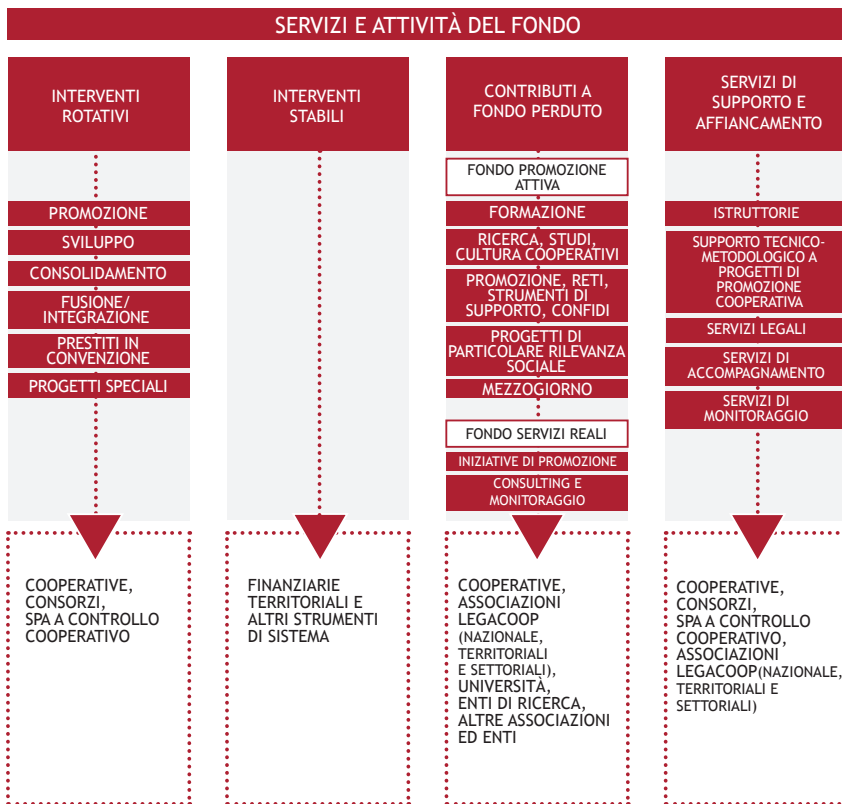 SERVIZI E ATTIVITÀ DEL FONDO
INTERVENTI
ROTATIVI
PROMOZIONE
SVILUPPO
CONSOLIDAMENTO
FUSIONE/
INTEGRAZIONE
PRESTITI IN
CONVENZIONE
PROGETTI SPECIALI
COOPERATIVE,
CONSORZI,
SPA A CONTROLLO
COOPERATIVO
INTERVENTI
STABILI
FINANZIARIE
TERRITORIALI E
ALTRI STRUMENTI
DI SISTEMA
CONTRIBUTI A
FONDO PERDUTO
FONDO PROMOZIONE
ATTIVA
FORMAZIONE
RICERCA, STUDI,
CULTURA COOPERATIVI
PROMOZIONE, RETI,
STRUMENTI DI
SUPPORTO, CONFIDI
PROGETTI DI
PARTICOLARE RILEVANZA
SOCIALE
MEZZOGIORNO
FONDO SERVIZI REALI
INIZIATIVE DI PROMOZIONE
CONSULTING E
MONITORAGGIO
COOPERATIVE,
ASSOCIAZIONI
LEGACOOP
(NAZIONALE,
TERRITORIALI
E SETTORIALI),
UNIVERSITÀ,
ENTI DI RICERCA,
ALTRE ASSOCIAZIONI
ED ENTI
SERVIZI DI
SUPPORTO E
AFFIANCAMENTO
ISTRUTTORIE
SUPPORTO TECNICO-
METODOLOGICO A
PROGETTI DI
PROMOZIONE
COOPERATIVA
SERVIZI LEGALI
SERVIZI DI
ACCOMPAGNAMENTO
SERVIZI DI
MONITORAGGIO
COOPERATIVE,
CONSORZI,
SPA A CONTROLLO
COOPERATIVO,
ASSOCIAZIONI
LEGACOOP(NAZIONALE,
TERRITORIALI E
SETTORIALI)